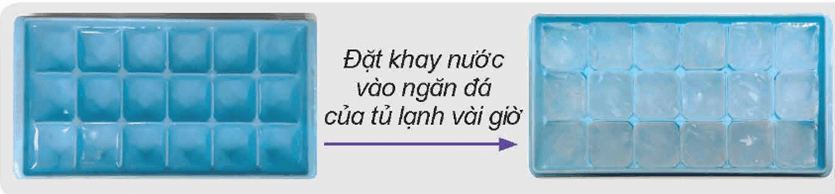 Đặt khay nước
vào ngăn đá
của tủ lạnh vài giờ